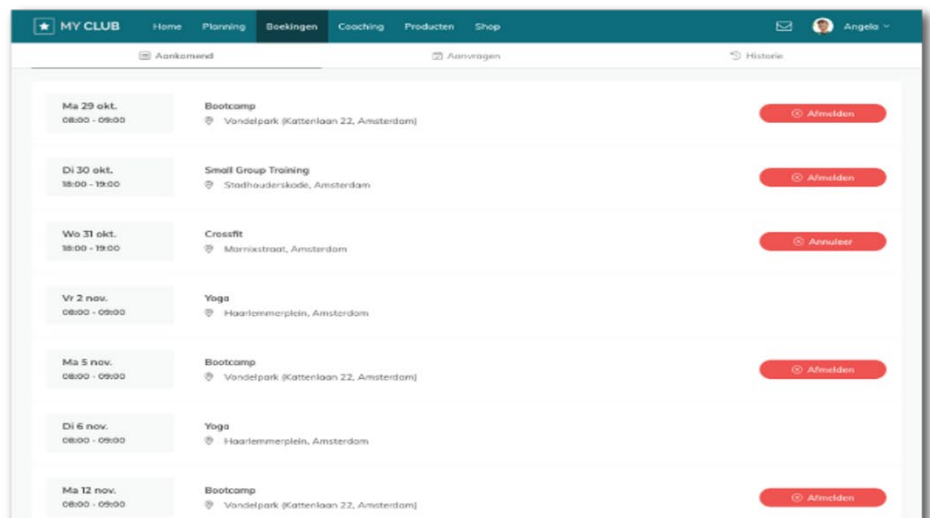 MY CLUB Home Planning Boekingen Coaching Producten Shop Angela
Aankomend Aanvragen Historie
Ma 29 okt. Bootcamp
08:00 - 09:00 Vondelpark (Kattenlaan 22, Amsterdam) Afmelden
Di 30 okt. Small Group Training
18:00 - 19:00 Stadhouderskade, Amsterdam Afmelden
Wo 31 okt. Crossfit
18:00 - 19:00 Marnixstraat, Amsterdam Annuleer
Vr 2 nov. Yoga
08:00 - 09:00 Haarlemmerplein, Amsterdam
Ma 5 nov. Bootcamp
08:00 - 09:00 Vondelpark (Kattenlaan 22, Amsterdam) Afmelden
Di 6 nov. Yoga
08:00 - 09:00 Haarlemmerplein, Amsterdam
Ma 12 nov. Bootcamp
08:00 - 09:00 Vondelpark (Kattenlaan 22, Amsterdam) Afmelden